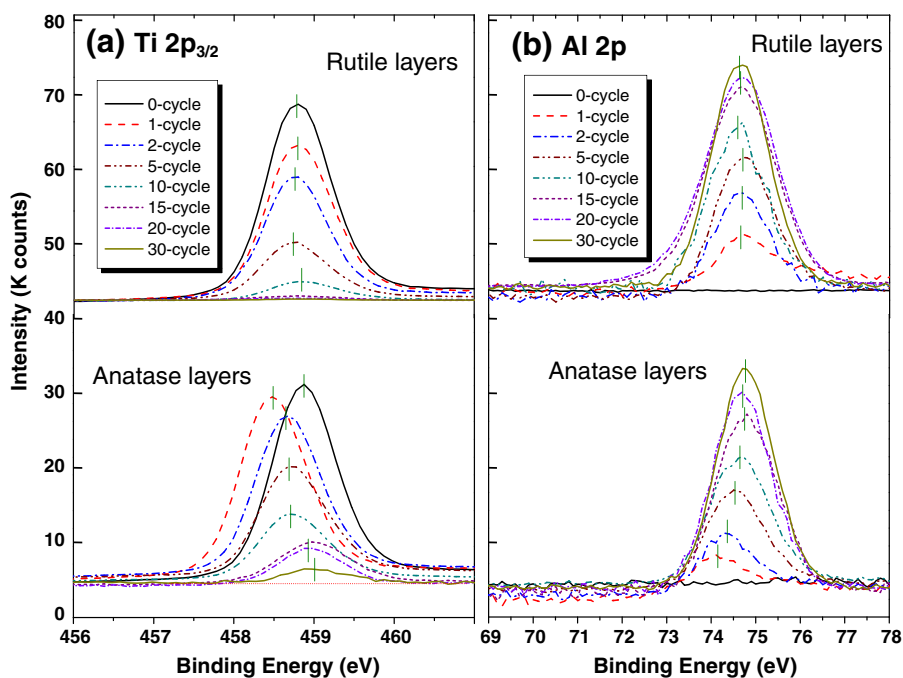 (a) Ti 2p3/2
Rutile layers
0-cycle
1-cycle
2-cycle
5-cycle
10-cycle
15-cycle
20-cycle
30-cycle
Anatase layers
80
70
60
50
40
30
20
10
0
Intensity (K counts)
456 457 458 459 460
Binding Energy (eV)
(b) Al 2p
Rutile layers
0-cycle
1-cycle
2-cycle
5-cycle
10-cycle
15-cycle
20-cycle
30-cycle
Anatase layers
69 70 71 72 73 74 75 76 77 78
Binding Energy (eV)